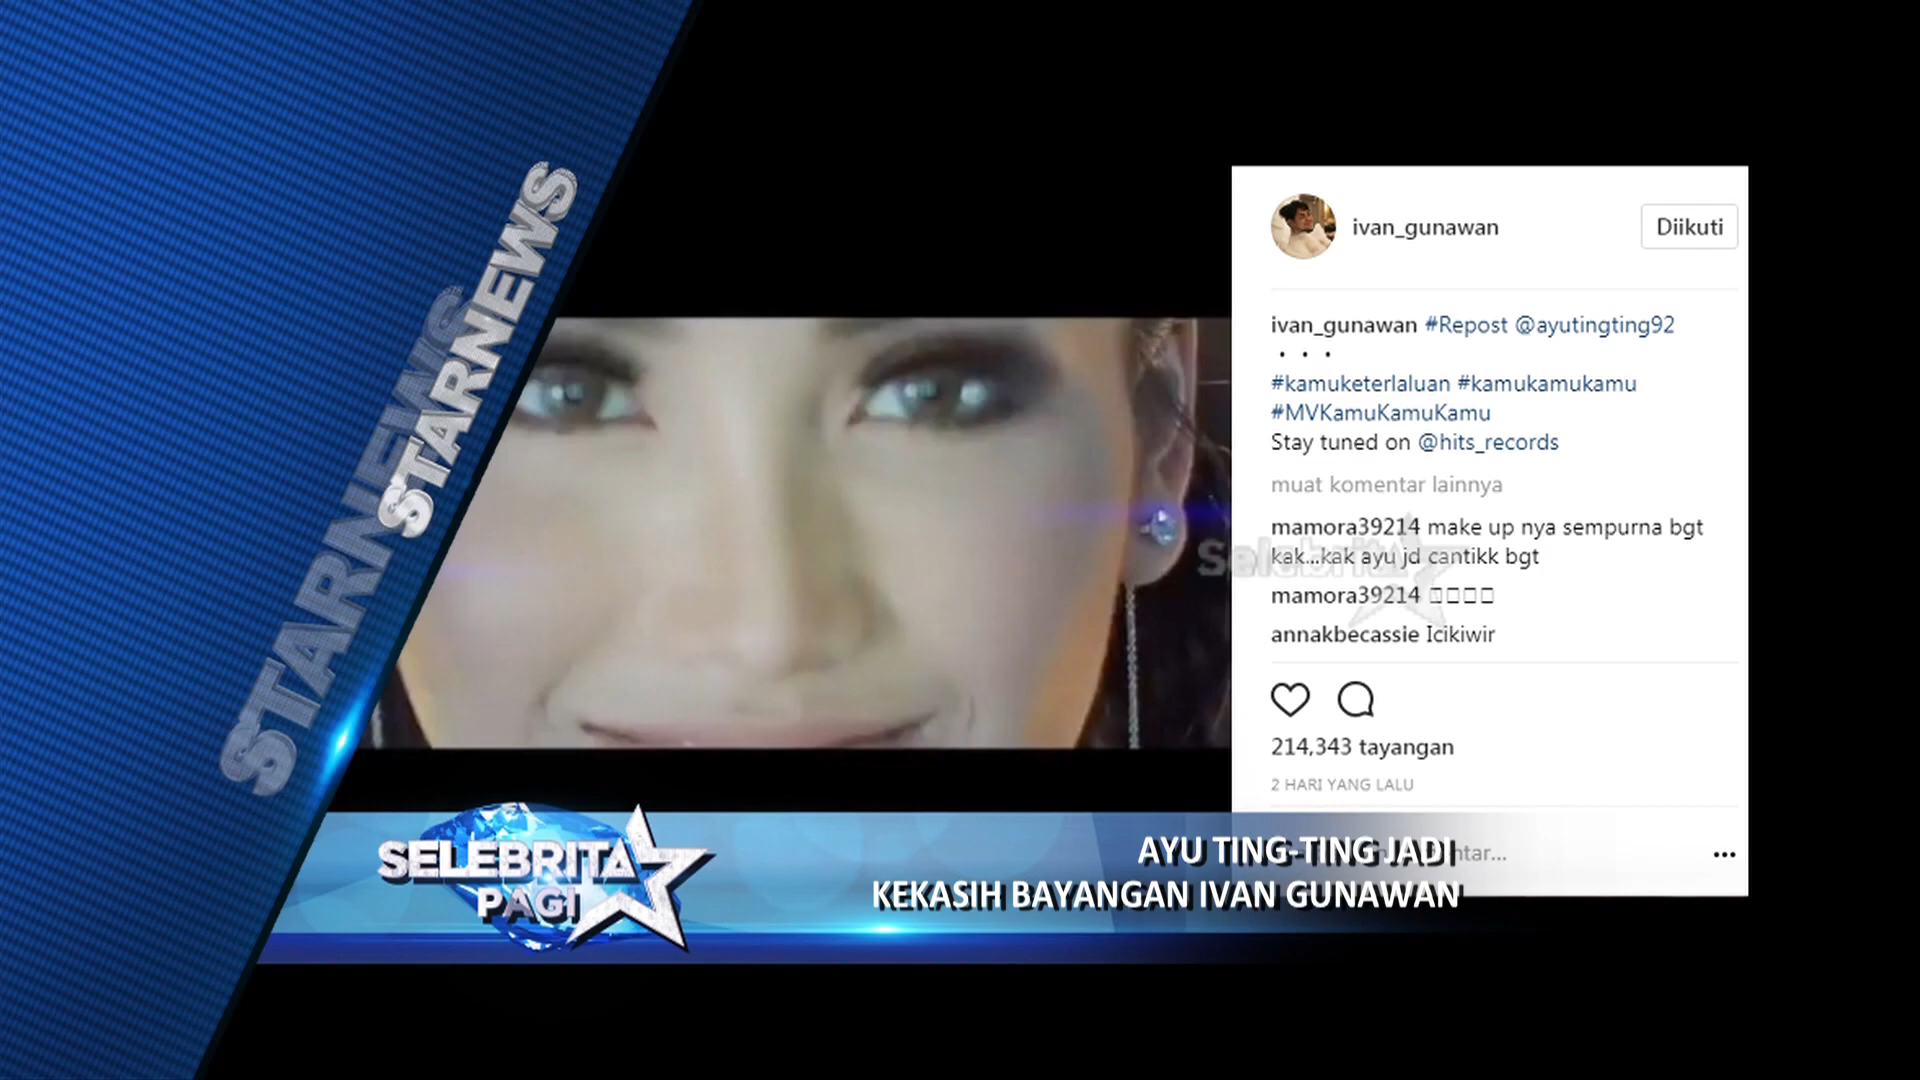 STARNEWS
STARNEWS
ivan_gunawan
Diikuti
ivan_gunawan #Repost @ayutingting92
・・・
#kamuketerlaluan #kamukamukamu
#MVKamuKamuKamu
Stay tuned on @hits_records
muat komentar lainnya
mamora39214 make up nya sempurna bgt
kak...kak ayu jd cantikk bgt
mamora39214 □□□□
annakbecassie Icikiwir
Selebrita
214,343 tayangan
2 HARI YANG LALU
SELEBRITA
PAGI
AYU TING-TING JADI
KEKASIH BAYANGAN IVAN GUNAWAN